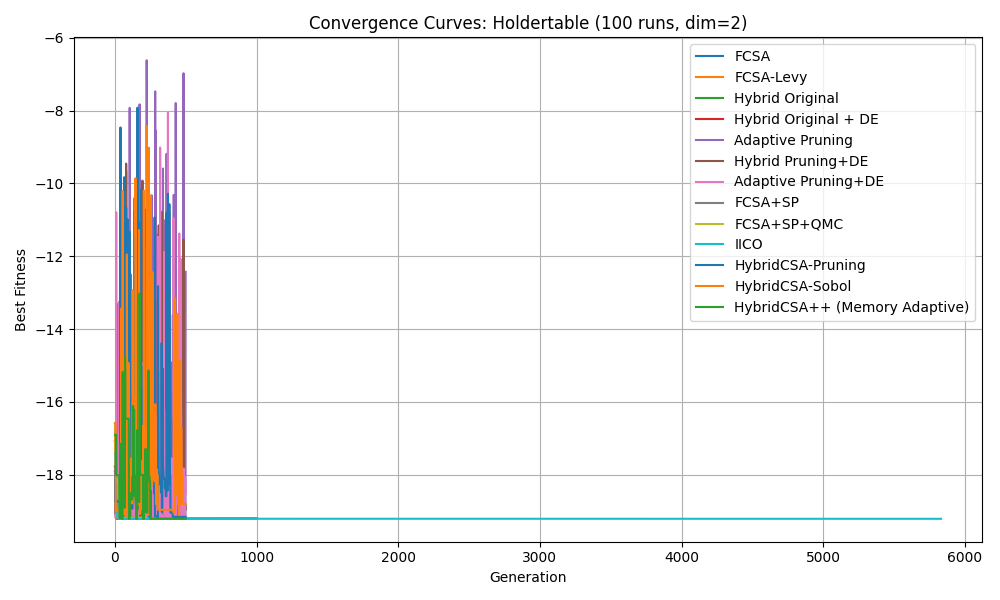 Convergence Curves: Holdertable (100 runs, dim=2)
Best Fitness
−6
−8
−10
−12
−14
−16
−18
0
1000
2000
3000
4000
5000
6000
Generation
FCSA
FCSA-Levy
Hybrid Original
Hybrid Original + DE
Adaptive Pruning
Hybrid Pruning+DE
Adaptive Pruning+DE
FCSA+SP
FCSA+SP+QMC
IICO
HybridCSA-Pruning
HybridCSA-Sobol
HybridCSA++ (Memory Adaptive)